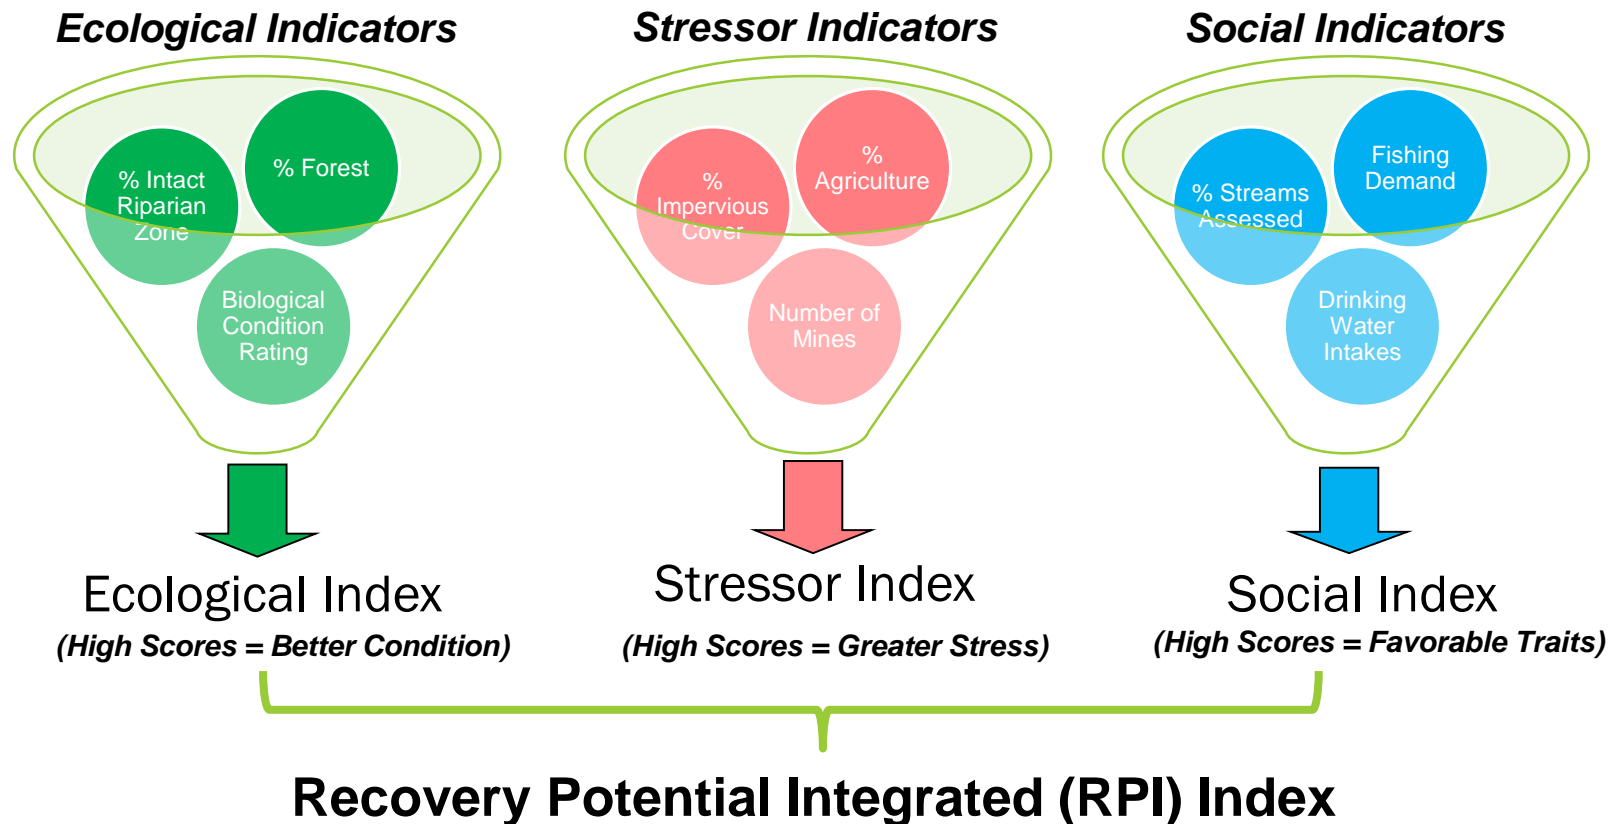 Ecological Indicators
% Intact
Riparian
Zone
% Forest
Biological
Condition
Rating
Ecological Index
(High Scores = Better Condition)
Stressor Indicators
%
Impervious
Cover
%
Agriculture
Number of
Mines
Stressor Index
(High Scores = Greater Stress)
Social Indicators
% Streams
Assessed
Fishing
Demand
Drinking
Water
Intakes
Social Index
(High Scores = Favorable Traits)
Recovery Potential Integrated (RPI) Index